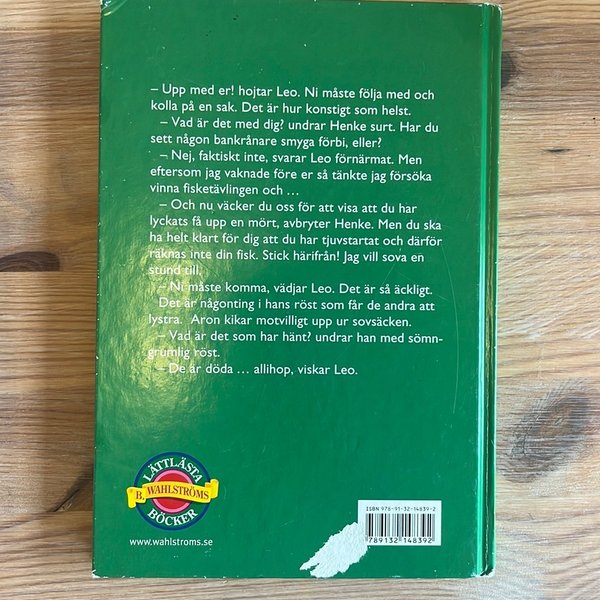 – Upp med er! hojtar Leo. Ni måste följa med och
kolla på en sak. Det är hur konstigt som helst.
– Vad är det med dig? undrar Henke surt. Har du
sett någon bankrånare smyga förbi, eller?
– Nej, faktiskt inte, svarar Leo förnärmat. Men
eftersom jag vaknade före er så tänkte jag försöka
vinna fisketävlingen och …
– Och nu väcker du oss för att visa att du har
lyckats få upp en mört, avbryter Henke. Men du ska
ha helt klart för dig att du har tjuvstartat och därför
räknas inte din fisk. Stick härifrån! Jag vill sova en
stund till.
– Ni måste komma, vädjar Leo. Det är så äckligt.
Det är någonting i hans röst som får de andra att
lystra. Aron kikar motvilligt upp ur sovsäcken.
– Vad är det som har hänt? undrar han med sömn-
grumlig röst.
– De är döda … allihop, viskar Leo.
LÄTTLÄSTA
B. WAHLSTRÖMS
BÖCKER
www.wahlstroms.se
ISBN 978-91-32-14839-2
789132148392